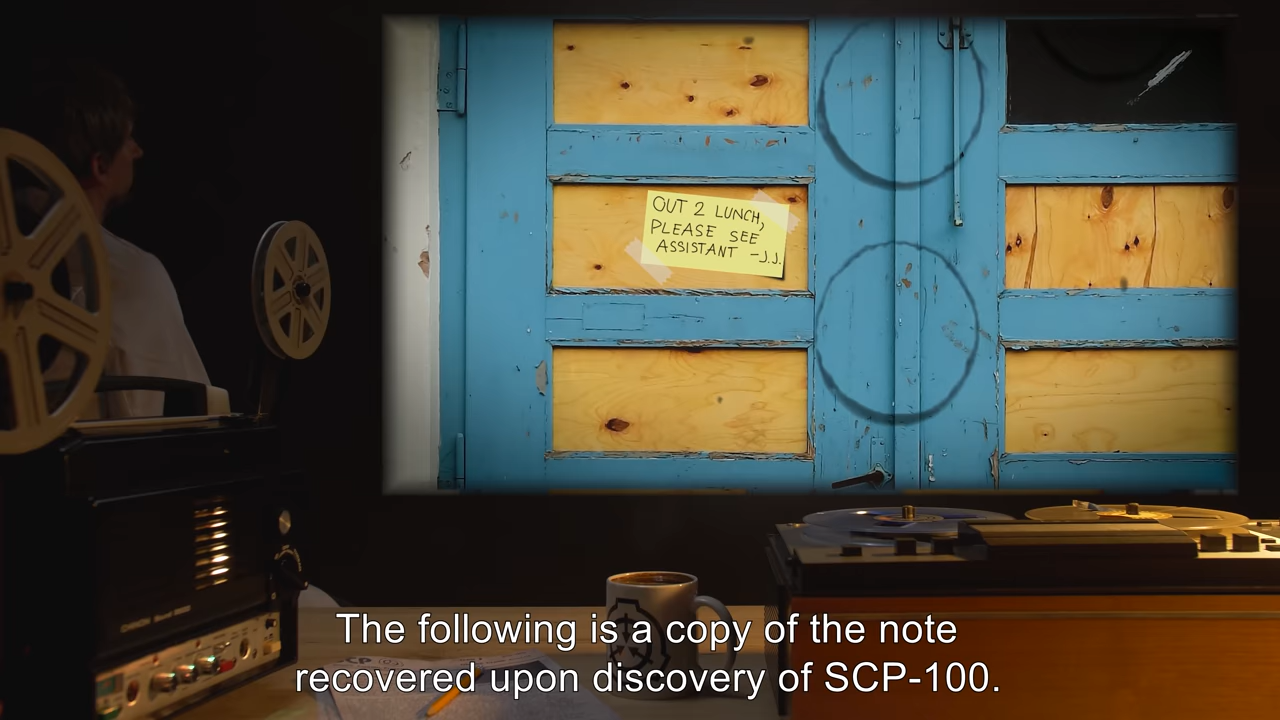 OUT 2 LUNCH,
PLEASE SEE
ASSISTANT -J.J.
The following is a copy of the note
recovered upon discovery of SCP-100.